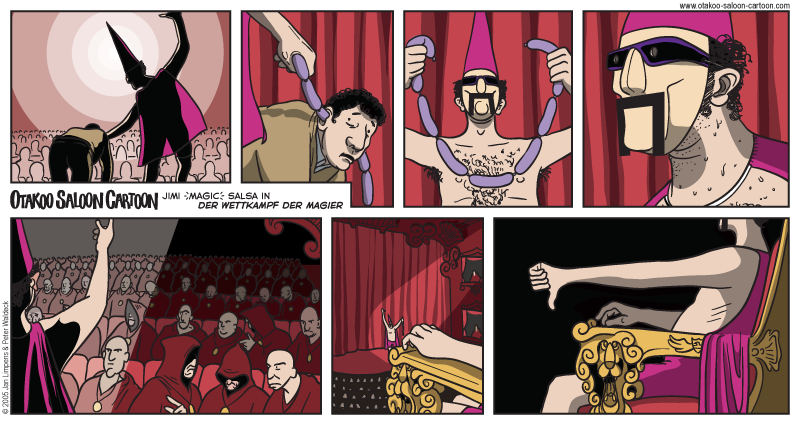 www.otakoo-saloon-cartoon.com
OTAKOO SALOON CARTOON
JIMI ⁖MAGIC⁖ SALSA IN
DER WETTKAMPF DER MAGIER
© 2005 Jan Limpens & Peter Waldeck